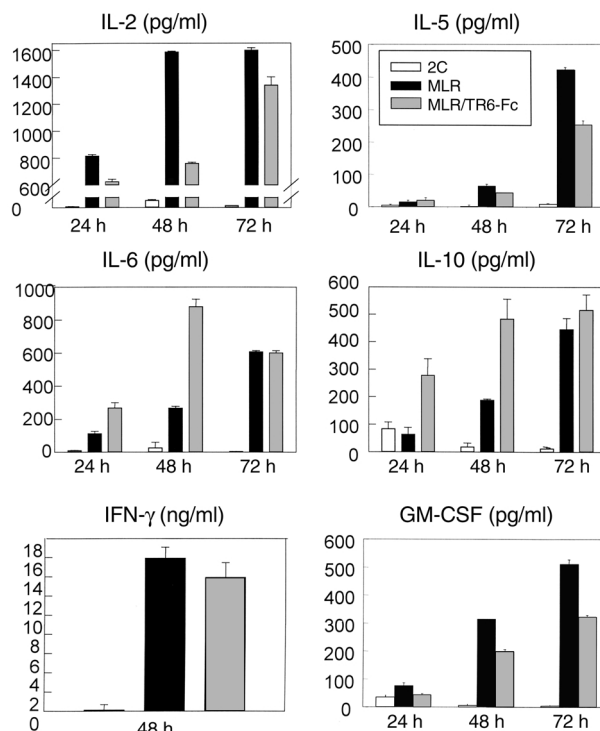 IL-2 (pg/ml)
1600
1400
1200
1000
800
600
0
24 h 48 h 72 h
IL-5 (pg/ml)
500
400
300
200
100
0
2C
MLR
MLR/TR6-Fc
24 h 48 h 72 h
IL-6 (pg/ml)
1000
800
600
400
200
0
24 h 48 h 72 h
IL-10 (pg/ml)
600
500
400
300
200
100
0
24 h 48 h 72 h
IFN-γ (ng/ml)
18
16
14
12
10
8
6
4
2
0
48 h
GM-CSF (pg/ml)
600
500
400
300
200
100
0
24 h 48 h 72 h